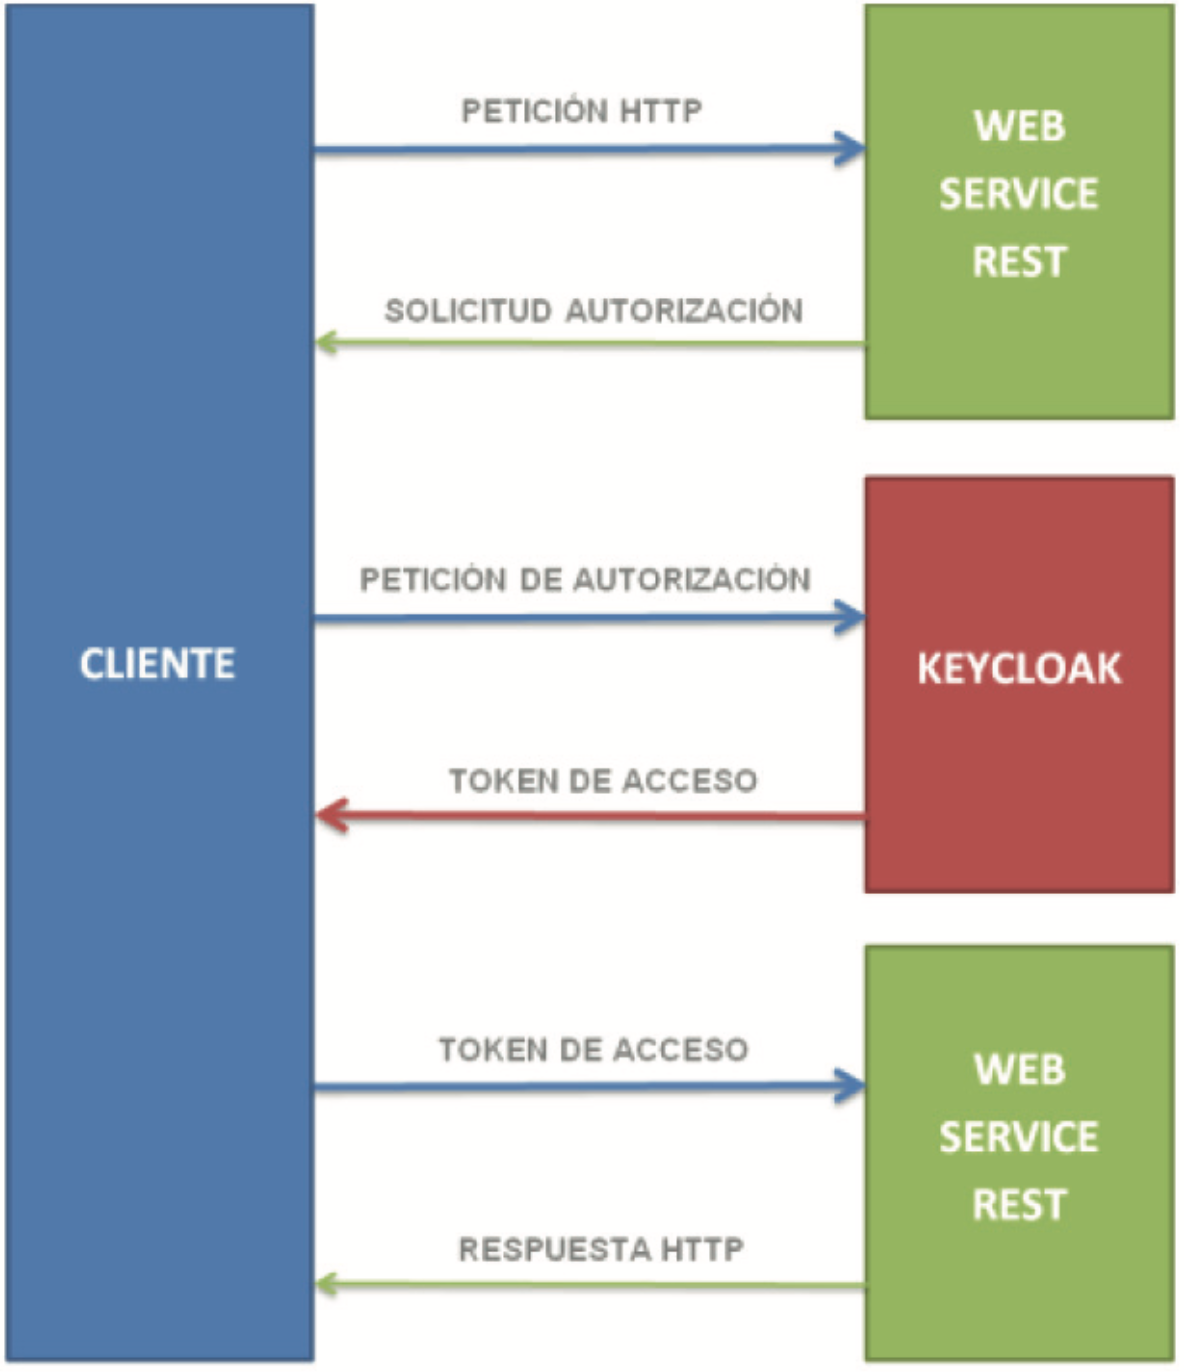 PETICIÓN HTTP
WEB
SERVICE
REST
SOLICITUD AUTORIZACIÓN
PETICIÓN DE AUTORIZACIÓN
CLIENTE
KEYCLOAK
TOKEN DE ACCESO
TOKEN DE ACCESO
WEB
SERVICE
REST
RESPUESTA HTTP